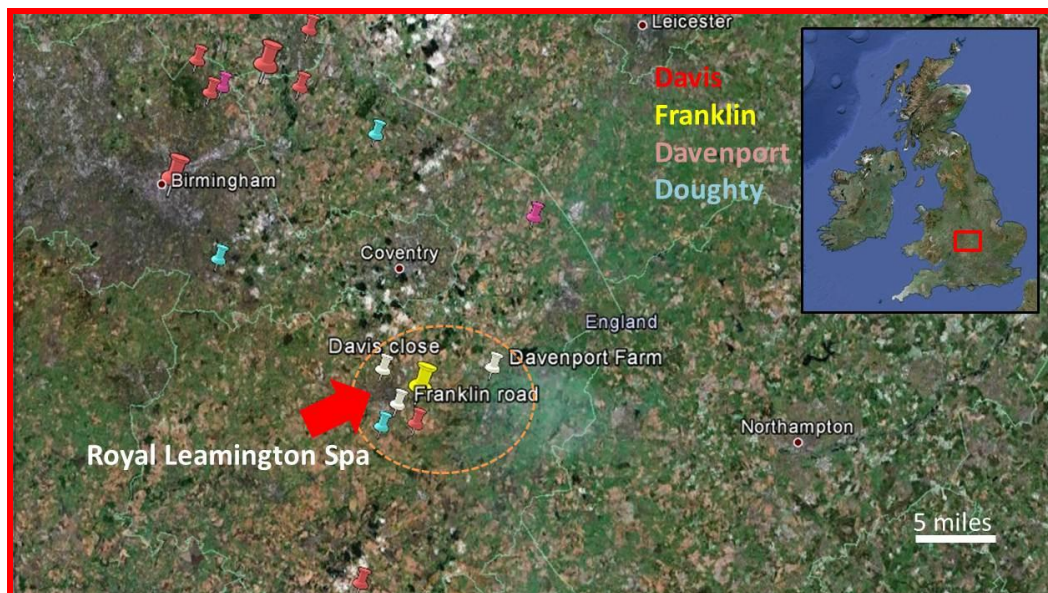 Leicester
Davis
Franklin
Davenport
Doughty
Birmingham
Coventry
England
Davis close
Davenport Farm
Franklin road
Northampton
Royal Leamington Spa
5 miles